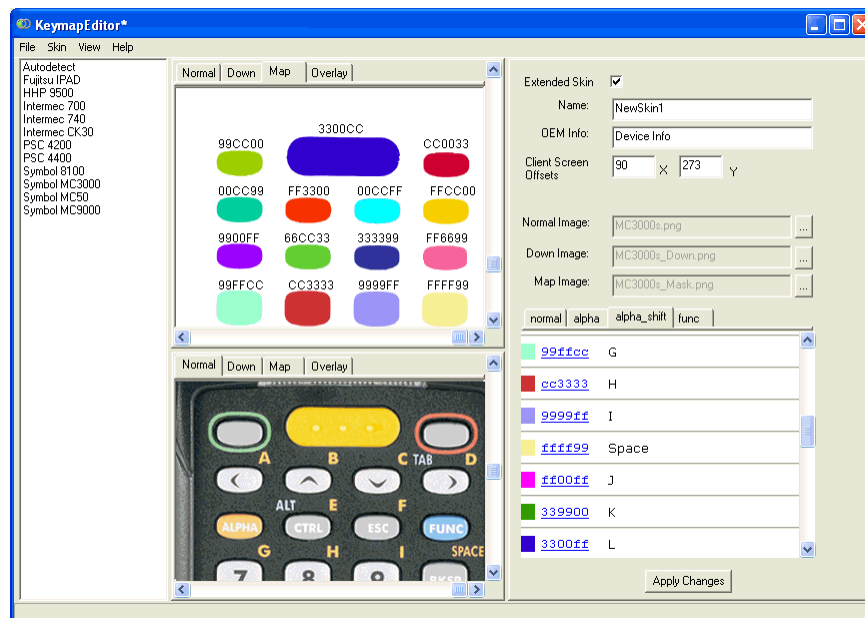 KeymapEditor*
File Skin View Help
Autodetect
Fujitsu IPAD
HHP 9500
Intermec 700
Intermec 740
Intermec CK30
PSC 4200
PSC 4400
Symbol 8100
Symbol MC3000
Symbol MC50
Symbol MC9000
Normal Down Map Overlay
3300CC
99CC00 CC0033
00CC99 FF3300 00CCFF FFCC00
9900FF 66CC33 333399 FF6699
99FFCC CC3333 9999FF FFFF99
Normal Down Map Overlay
A B C TAB D
ALT E F
ALPHA CTRL ESC FUNC
G H I SPACE
7 8 9 BKSP
Extended Skin
Name: NewSkin1
OEM Info: Device Info
Client Screen Offsets 90 X 273 Y
Normal Image: MC3000s.png ...
Down Image: MC3000s_Down.png ...
Map Image: MC3000s_Mask.png ...
normal alpha alpha_shift func
99ffcc G
cc3333 H
9999ff I
ffff99 Space
ff00ff J
339900 K
3300ff L
Apply Changes